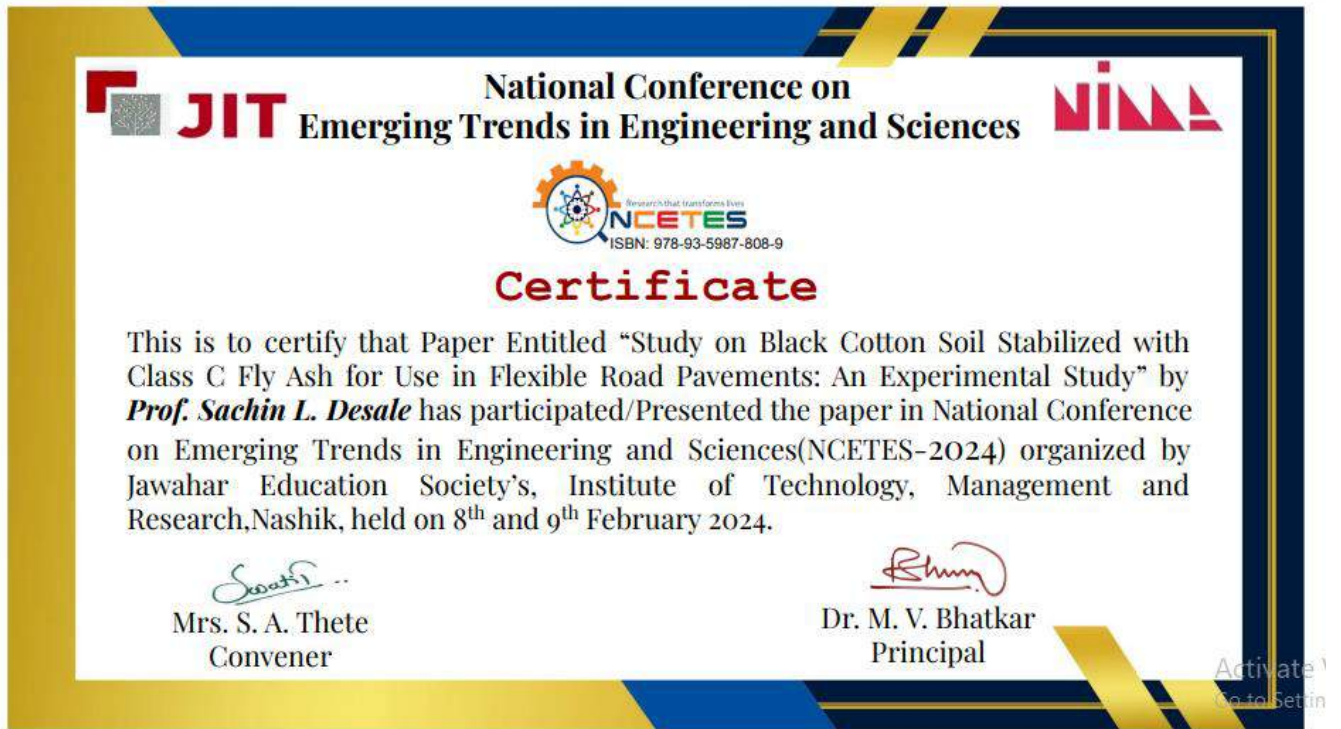 JIT
National Conference on
Emerging Trends in Engineering and Sciences
NIMA
Research that transforms lives
NCETES
ISBN: 978-93-5987-808-9
Certificate
This is to certify that Paper Entitled “Study on Black Cotton Soil Stabilized with
Class C Fly Ash for Use in Flexible Road Pavements: An Experimental Study” by
Prof. Sachin L. Desale has participated/Presented the paper in National Conference
on Emerging Trends in Engineering and Sciences(NCETES-2024) organized by
Jawahar Education Society’s, Institute of Technology, Management and
Research,Nashik, held on 8th and 9th February 2024.
Mrs. S. A. Thete
Convener
Dr. M. V. Bhatkar
Principal
Activate
Go to Settin